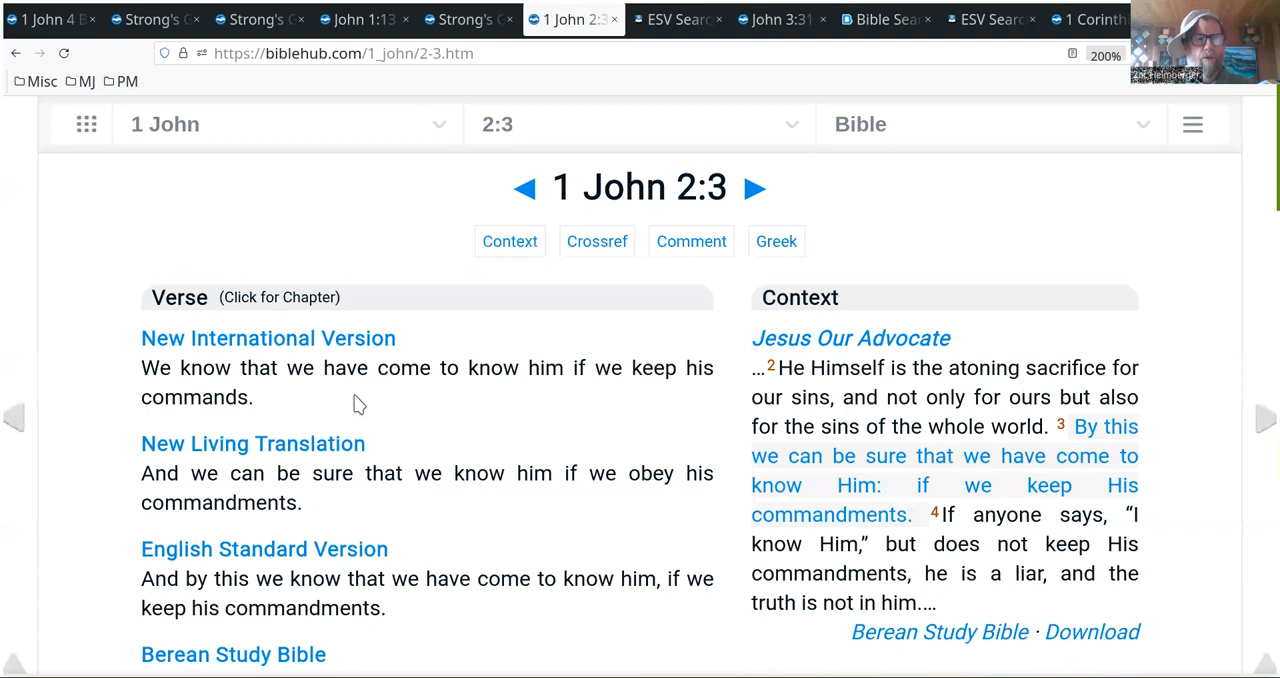 1 John 4 B
Strong's G
Strong's G
John 1:13
Strong's G
1 John 2:3
ESV Searc
John 3:31
Bible Sear
ESV Searc
1 Corinth
https://biblehub.com/1_john/2-3.htm
200%
Zac Helmberger
Misc
MJ
PM
1 John
2:3
Bible
1 John 2:3
Context
Crossref
Comment
Greek
Verse (Click for Chapter)
New International Version
We know that we have come to know him if we keep his
commands.
New Living Translation
And we can be sure that we know him if we obey his
commandments.
English Standard Version
And by this we know that we have come to know him, if we
keep his commandments.
Berean Study Bible
Context
Jesus Our Advocate
…2He Himself is the atoning sacrifice for
our sins, and not only for ours but also
for the sins of the whole world. 3 By this
we can be sure that we have come to
know Him: if we keep His
commandments. 4If anyone says, “I
know Him,” but does not keep His
commandments, he is a liar, and the
truth is not in him.…
Berean Study Bible · Download